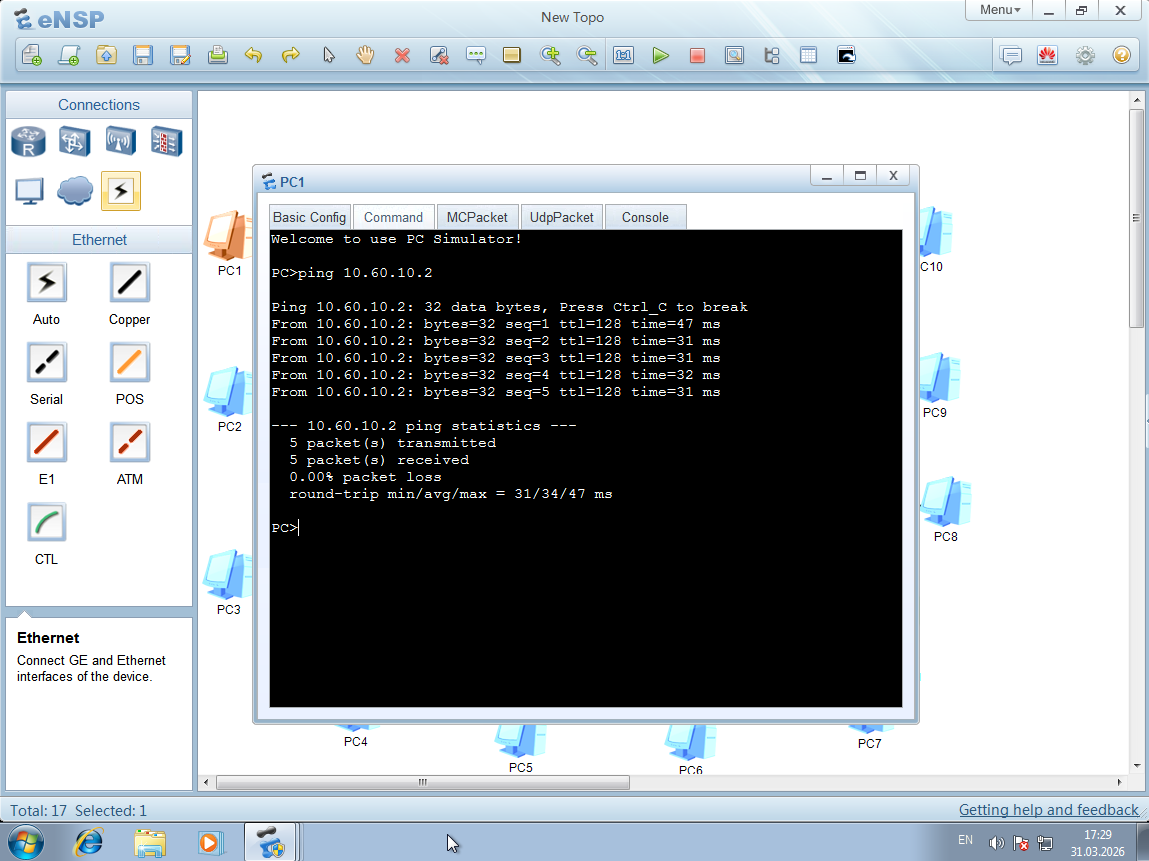 eNSP
New Topo
Menu
Connections
Ethernet
Auto
Copper
Serial
POS
E1
ATM
CTL
Ethernet
Connect GE and Ethernet
interfaces of the device.
PC1
PC2
PC3
PC1
Basic Config
Command
MCPacket
UdpPacket
Console
Welcome to use PC Simulator!
PC>ping 10.60.10.2
Ping 10.60.10.2: 32 data bytes, Press Ctrl_C to break
From 10.60.10.2: bytes=32 seq=1 ttl=128 time=47 ms
From 10.60.10.2: bytes=32 seq=2 ttl=128 time=31 ms
From 10.60.10.2: bytes=32 seq=3 ttl=128 time=31 ms
From 10.60.10.2: bytes=32 seq=4 ttl=128 time=32 ms
From 10.60.10.2: bytes=32 seq=5 ttl=128 time=31 ms
--- 10.60.10.2 ping statistics ---
5 packet(s) transmitted
5 packet(s) received
0.00% packet loss
round-trip min/avg/max = 31/34/47 ms
PC>
C10
PC9
PC8
PC4
PC5
PC6
PC7
Total: 17 Selected: 1
Getting help and feedback
EN
17:29
31.03.2026